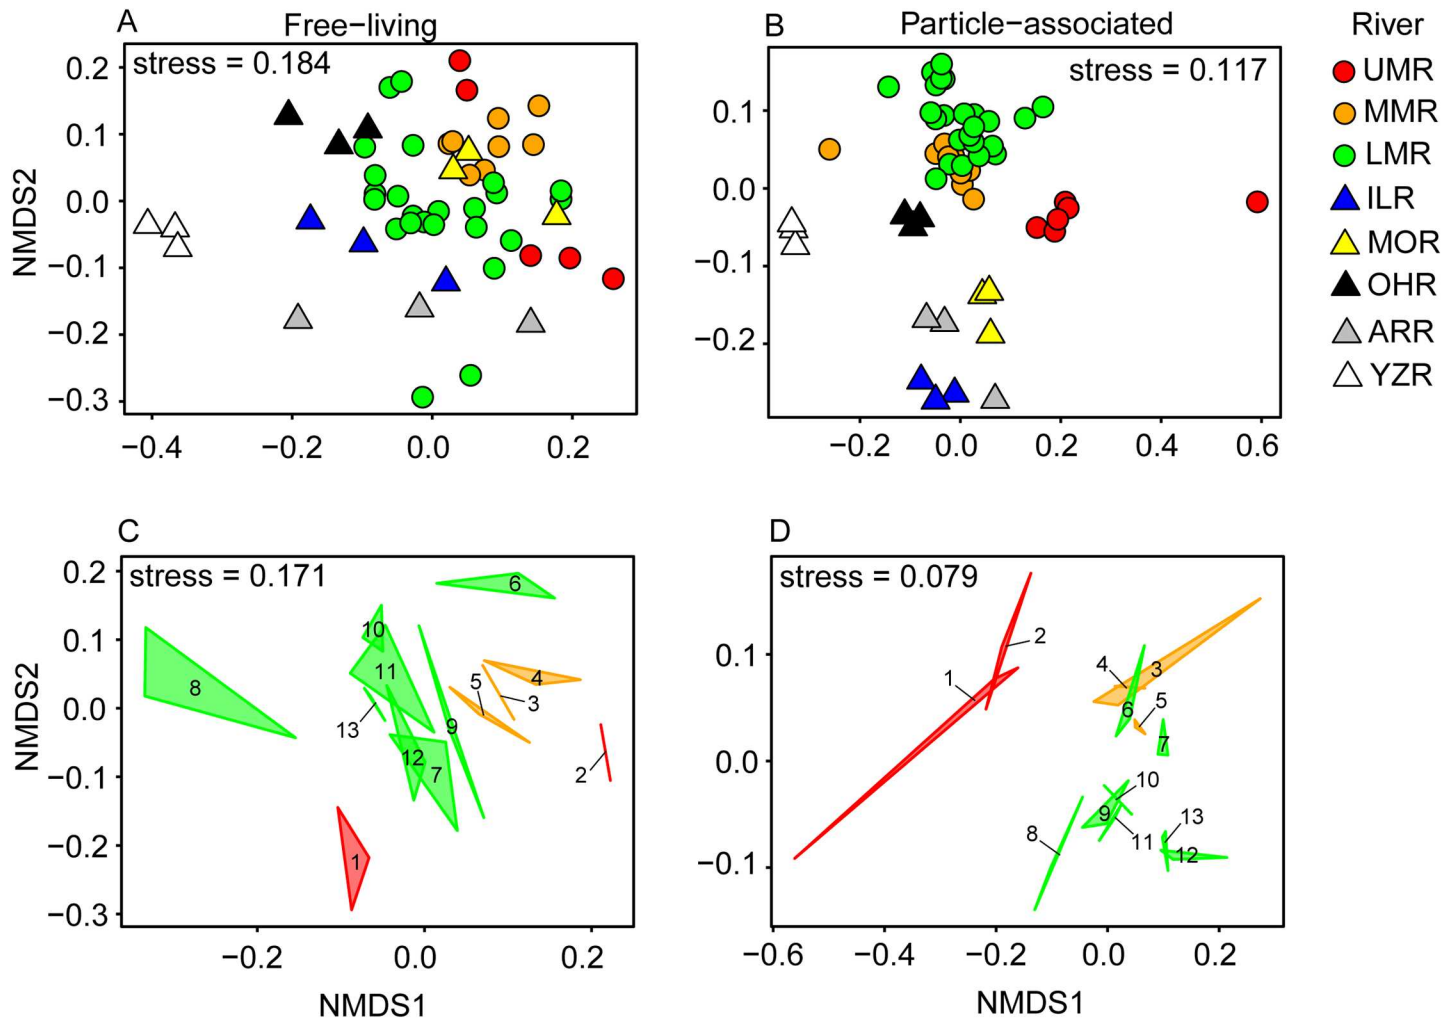 A
Free−living
B
Particle−associated
River
stress = 0.184
stress = 0.117
UMR
MMR
LMR
ILR
MOR
OHR
ARR
YZR
NMDS2
0.2
0.1
0.0
−0.1
−0.2
−0.3
−0.4
−0.2
0.0
0.2
0.1
0.0
−0.1
−0.2
−0.2
0.0
0.2
0.4
0.6
C
D
stress = 0.171
stress = 0.079
NMDS2
0.2
0.1
0.0
−0.1
−0.2
−0.3
6
10
11
8
5
4
3
13
9
12
7
2
1
−0.2
0.0
0.2
NMDS1
0.1
0.0
−0.1
2
1
4
3
6
5
7
10
9
8
11
13
12
−0.6
−0.4
−0.2
0.0
0.2
NMDS1